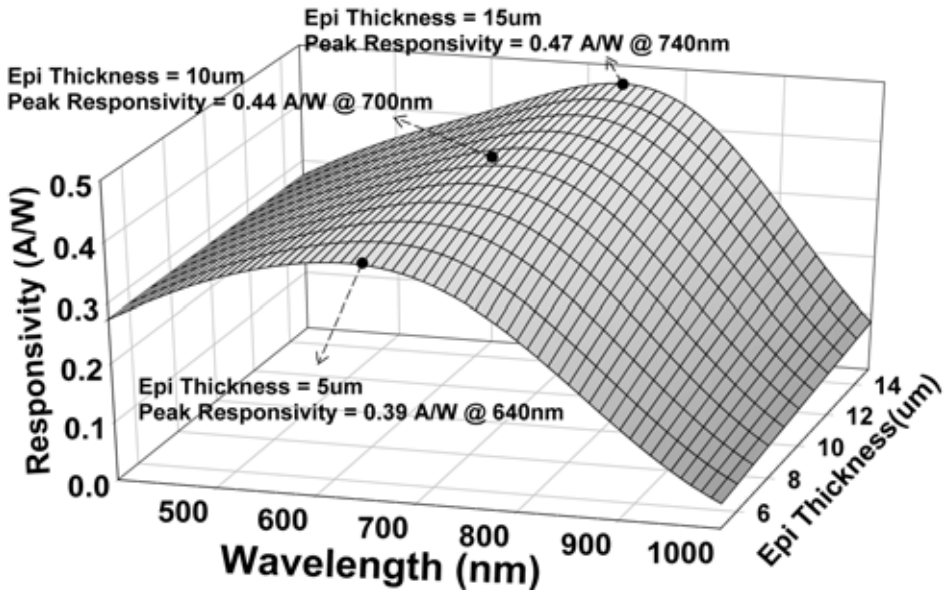 Epi Thickness = 15um
Peak Responsivity = 0.47 A/W @ 740nm
Epi Thickness = 10um
Peak Responsivity = 0.44 A/W @ 700nm
0.5
0.4
0.3
0.2
0.1
0.0
Responsivity (A/W)
Epi Thickness = 5um
Peak Responsivity = 0.39 A/W @ 640nm
500
600
700
800
900
1000
Wavelength (nm)
14
12
10
8
6
Epi Thickness(um)